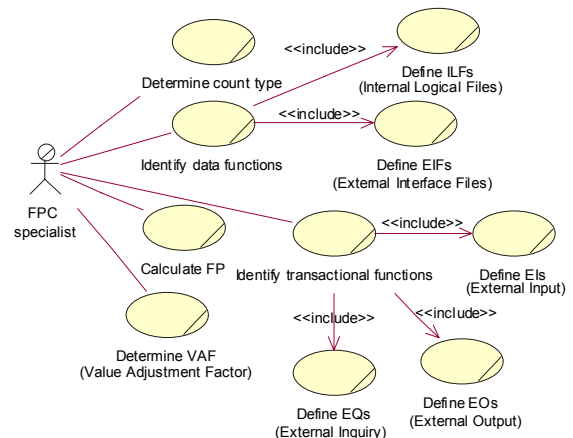 <<include>>
Determine count type
Define ILFs
(Internal Logical Files)
<<include>>
Identify data functions
Define EIFs
(External Interface Files)
FPC
specialist
<<include>>
Calculate FP
Identify transactional functions
Define EIs
(External Input)
<<include>>
<<include>>
Determine VAF
(Value Adjustment Factor)
Define EQs
(External Inquiry)
Define EOs
(External Output)